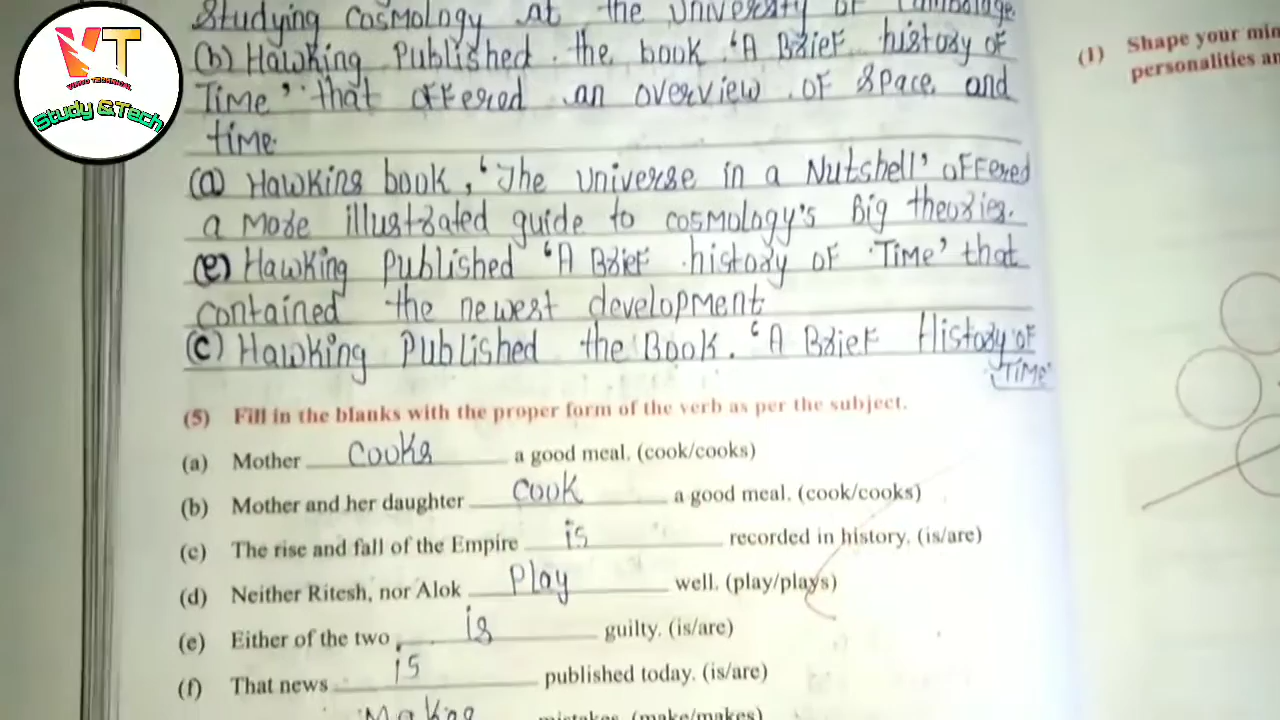 VT
Study &Tech
Studying cosmology at the University of Cambridge
(b) Hawking Published the book 'A Brief history of
Time' that offered an overview of space and
time.
(a) Hawking book, 'The Universe in a Nutshell' offered
a more illustrated guide to cosmology's Big theories.
(e) Hawking Published 'A Brief history of Time' that
contained the newest development
(c) Hawking Published the Book. 'A Brief History of
Time'
(5) Fill in the blanks with the proper form of the verb as per the subject.
(a) Mother cooks a good meal. (cook/cooks)
(b) Mother and her daughter cook a good meal. (cook/cooks)
(c) The rise and fall of the Empire is recorded in history. (is/are)
(d) Neither Ritesh, nor Alok Play well. (play/plays)
(e) Either of the two is guilty. (is/are)
(f) That news is published today. (is/are)
mistakes. (make/makes)
(1) Shape your
personalities